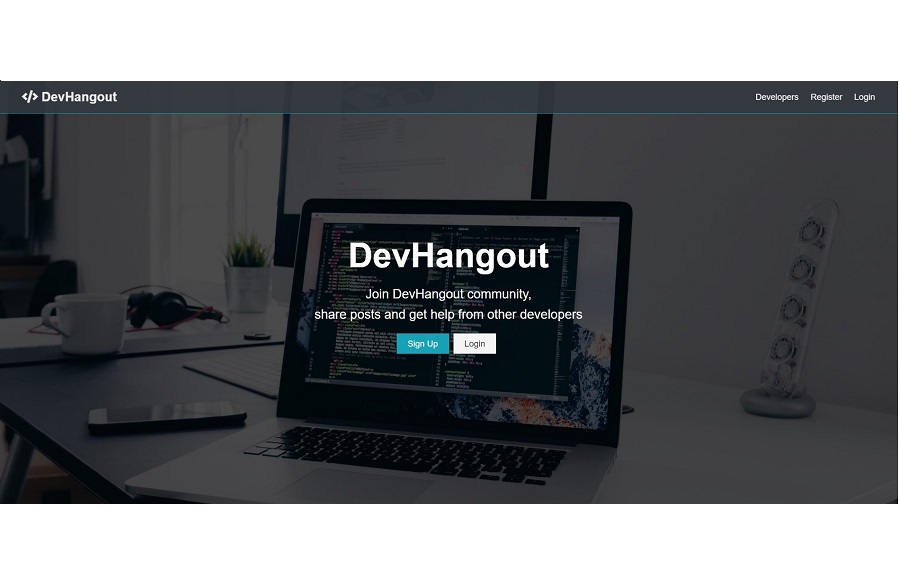 </> DevHangout
Developers Register Login
DevHangout
Join DevHangout community,
share posts and get help from other developers
Sign Up Login